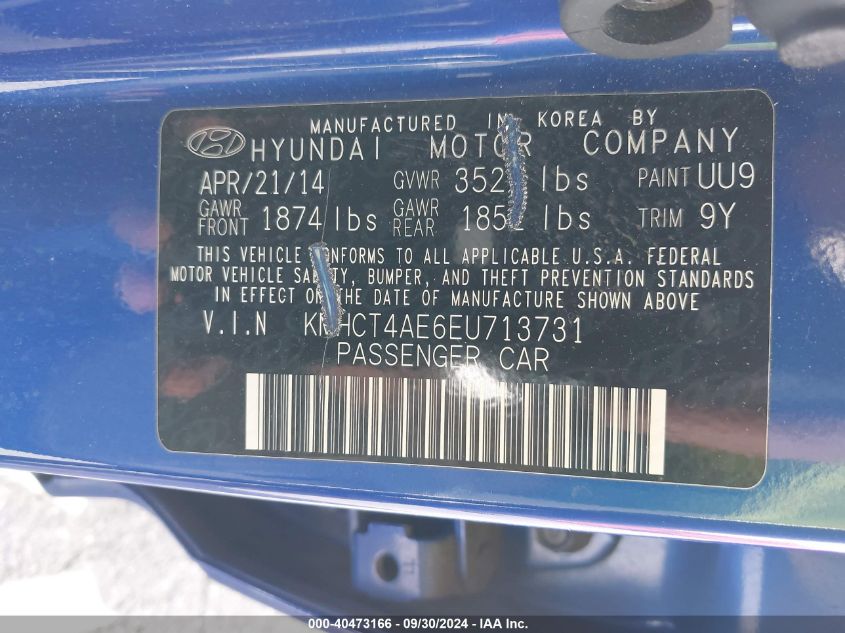 MANUFACTURED IN KOREA BY
HYUNDAI MOTOR COMPANY
APR/21/14 GVWR lbs PAINT UU9
GAWR FRONT 1874 lbs GAWR REAR lbs TRIM 9Y
THIS VEHICLE CONFORMS TO ALL APPLICABLE U.S.A. FEDERAL
MOTOR VEHICLE SAFETY, BUMPER, AND THEFT PREVENTION STANDARDS
IN EFFECT ON THE DATE OF MANUFACTURE SHOWN ABOVE
V.I.N KMHCT4AE6EU713731
PASSENGER CAR
000-40473166 - 09/30/2024 - IAA Inc.